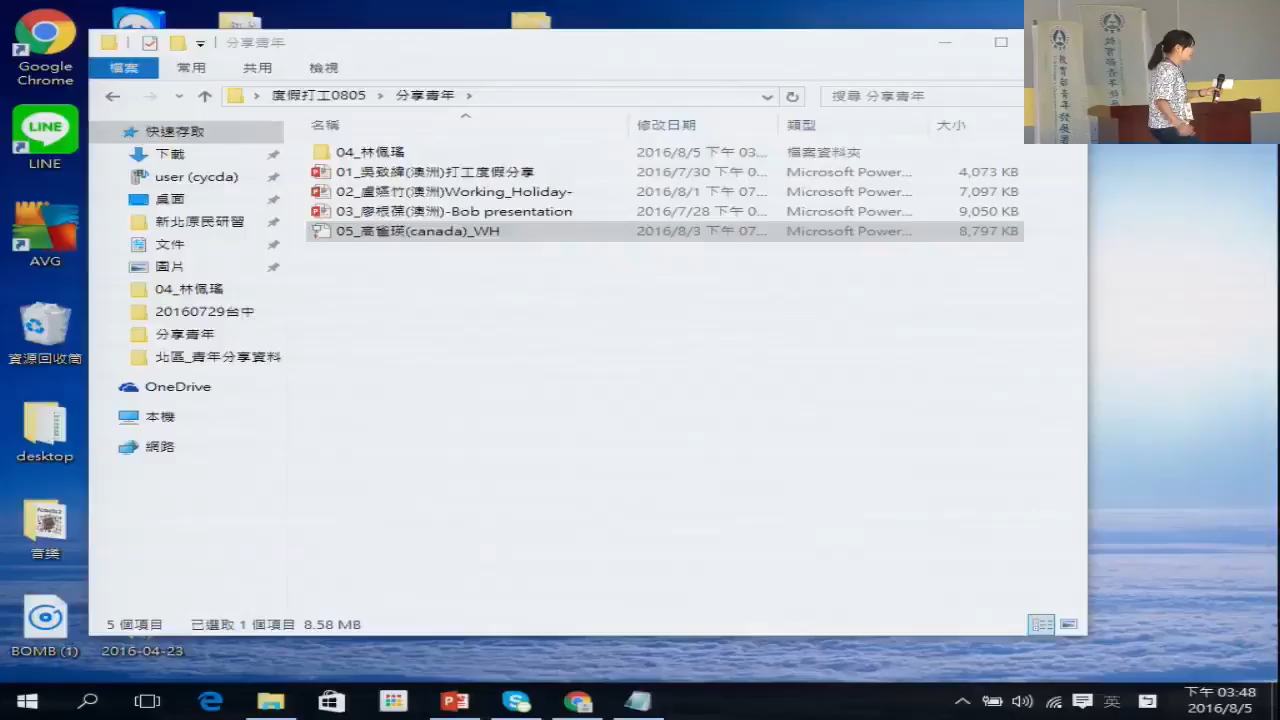 分享青年
檔案 常用 共用 檢視
度假打工0805 分享青年 搜尋 分享青年
名稱 修改日期 類型 大小
04_林佩瑤 2016/8/5 下午 03... 檔案資料夾
01_吳致緯(澳洲)打工度假分享 2016/7/30 下午 0... Microsoft Power... 4,073 KB
02_盧嬿竹(澳洲)Working_Holiday- 2016/8/1 下午 07... Microsoft Power... 7,097 KB
03_廖根葆(澳洲)-Bob presentation 2016/7/28 下午 0... Microsoft Power... 9,050 KB
(canada)_WH 2016/8/3 下午 07... Microsoft Power... 8,797 KB
快速存取
下載
user (cycda)
桌面
新北原民研習
文件
圖片
04_林佩瑤
20160729台中
分享青年
北區_青年分享資料
OneDrive
本機
網路
5 個項目 已選取 1 個項目 8.58 MB
Google
Chrome
LINE
AVG
資源回收筒
desktop
音樂
BOMB (1) 2016-04-23
教育部青年發展署
英
下午 03:48
2016/8/5